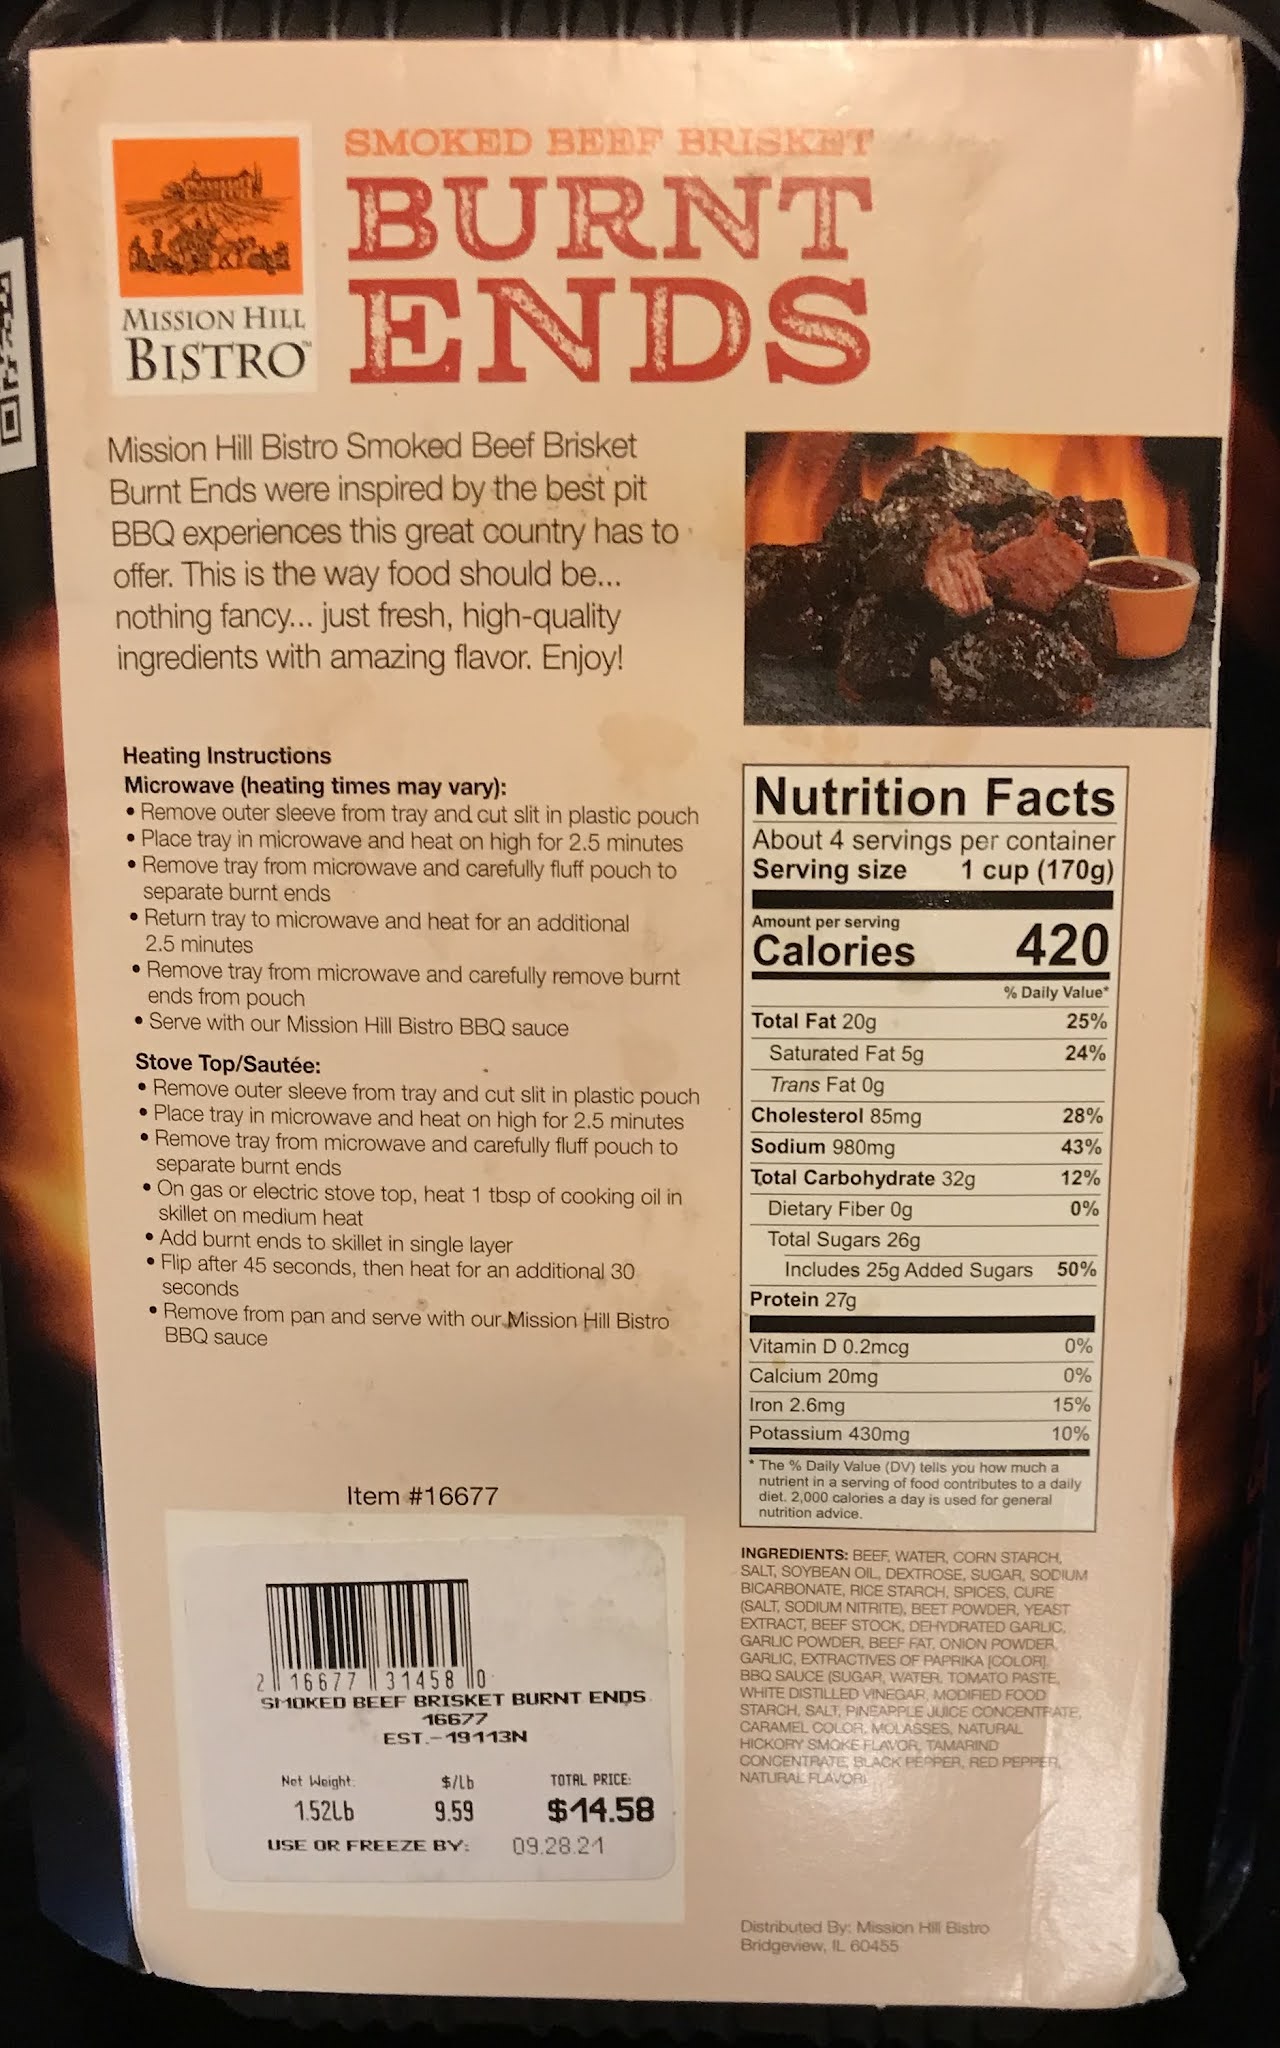 SMOKED BEEF BRISKET
BURNT
ENDS
MISSION HILL
BISTRO™
Mission Hill Bistro Smoked Beef Brisket
Burnt Ends were inspired by the best pit
BBQ experiences this great country has to
offer. This is the way food should be...
nothing fancy... just fresh, high-quality
ingredients with amazing flavor. Enjoy!
Heating Instructions
Microwave (heating times may vary):
• Remove outer sleeve from tray and cut slit in plastic pouch
• Place tray in microwave and heat on high for 2.5 minutes
• Remove tray from microwave and carefully fluff pouch to
separate burnt ends
• Return tray to microwave and heat for an additional
2.5 minutes
• Remove tray from microwave and carefully remove burnt
ends from pouch
• Serve with our Mission Hill Bistro BBQ sauce
Stove Top/Sautée:
• Remove outer sleeve from tray and cut slit in plastic pouch
• Place tray in microwave and heat on high for 2.5 minutes
• Remove tray from microwave and carefully fluff pouch to
separate burnt ends
• On gas or electric stove top, heat 1 tbsp of cooking oil in
skillet on medium heat
• Add burnt ends to skillet in single layer
• Flip after 45 seconds, then heat for an additional 30
seconds
• Remove from pan and serve with our Mission Hill Bistro
BBQ sauce
Item #16677
2 16677 31458 0
SMOKED BEEF BRISKET BURNT ENDS
16677
EST.-19113N
Net Weight: $/Lb TOTAL PRICE:
1.52Lb 9.59 $14.58
USE OR FREEZE BY: 09.28.21
Nutrition Facts
About 4 servings per container
Serving size 1 cup (170g)
Amount per serving
Calories 420
% Daily Value*
Total Fat 20g 25%
Saturated Fat 5g 24%
Trans Fat 0g
Cholesterol 85mg 28%
Sodium 980mg 43%
Total Carbohydrate 32g 12%
Dietary Fiber 0g 0%
Total Sugars 26g
Includes 25g Added Sugars 50%
Protein 27g
Vitamin D 0.2mcg 0%
Calcium 20mg 0%
Iron 2.6mg 15%
Potassium 430mg 10%
* The % Daily Value (DV) tells you how much a
nutrient in a serving of food contributes to a daily
diet. 2,000 calories a day is used for general
nutrition advice.
INGREDIENTS: BEEF, WATER, CORN STARCH,
SALT, SOYBEAN OIL, DEXTROSE, SUGAR, SODIUM
BICARBONATE, RICE STARCH, SPICES, CURE
(SALT, SODIUM NITRITE), BEET POWDER, YEAST
EXTRACT, BEEF STOCK, DEHYDRATED GARLIC,
GARLIC POWDER, BEEF FAT, ONION POWDER,
GARLIC, EXTRACTIVES OF PAPRIKA [COLOR].
BBQ SAUCE (SUGAR, WATER, TOMATO PASTE,
WHITE DISTILLED VINEGAR, MODIFIED FOOD
STARCH, SALT, PINEAPPLE JUICE CONCENTRATE,
CARAMEL COLOR, MOLASSES, NATURAL
HICKORY SMOKE FLAVOR, TAMARIND
CONCENTRATE, BLACK PEPPER, RED PEPPER,
NATURAL FLAVOR)
Distributed By: Mission Hill Bistro
Bridgeview, IL 60455